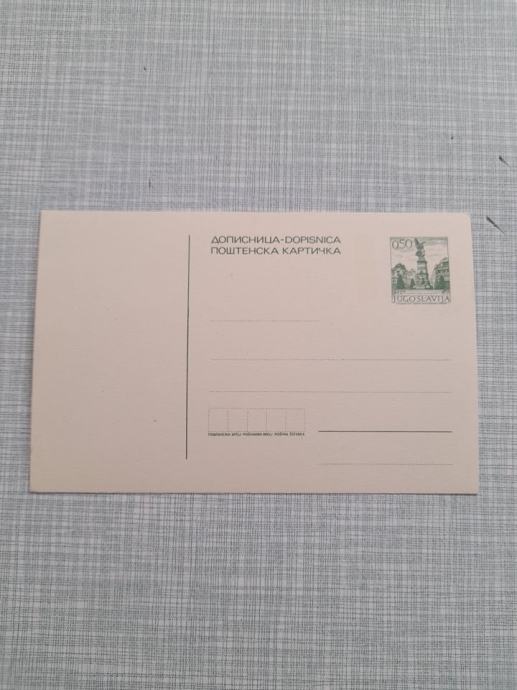 ДОПИСНИЦА-DOPISNICA
ПОШТЕНСКА КАРТИЧКА
0,50
JUGOSLAVIJA